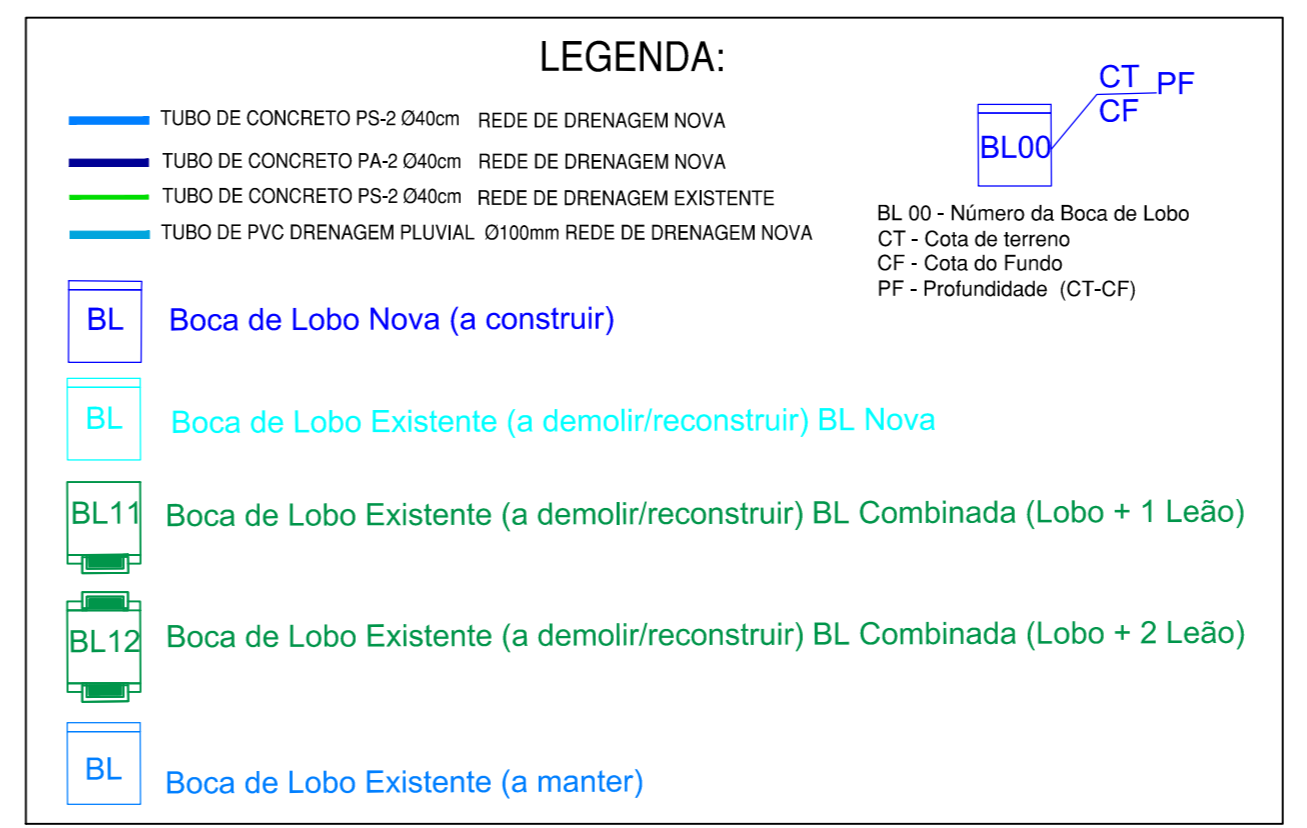 LEGENDA:
TUBO DE CONCRETO PS-2 Ø40cm REDE DE DRENAGEM NOVA
TUBO DE CONCRETO PA-2 Ø40cm REDE DE DRENAGEM NOVA
TUBO DE CONCRETO PS-2 Ø40cm REDE DE DRENAGEM EXISTENTE
TUBO DE PVC DRENAGEM PLUVIAL Ø100mm REDE DE DRENAGEM NOVA
CT PF
CF
BL00
BL 00 - Número da Boca de Lobo
CT - Cota de terreno
CF - Cota do Fundo
PF - Profundidade (CT-CF)
BL Boca de Lobo Nova (a construir)
BL Boca de Lobo Existente (a demolir/reconstruir) BL Nova
BL11 Boca de Lobo Existente (a demolir/reconstruir) BL Combinada (Lobo + 1 Leão)
BL12 Boca de Lobo Existente (a demolir/reconstruir) BL Combinada (Lobo + 2 Leão)
BL Boca de Lobo Existente (a manter)